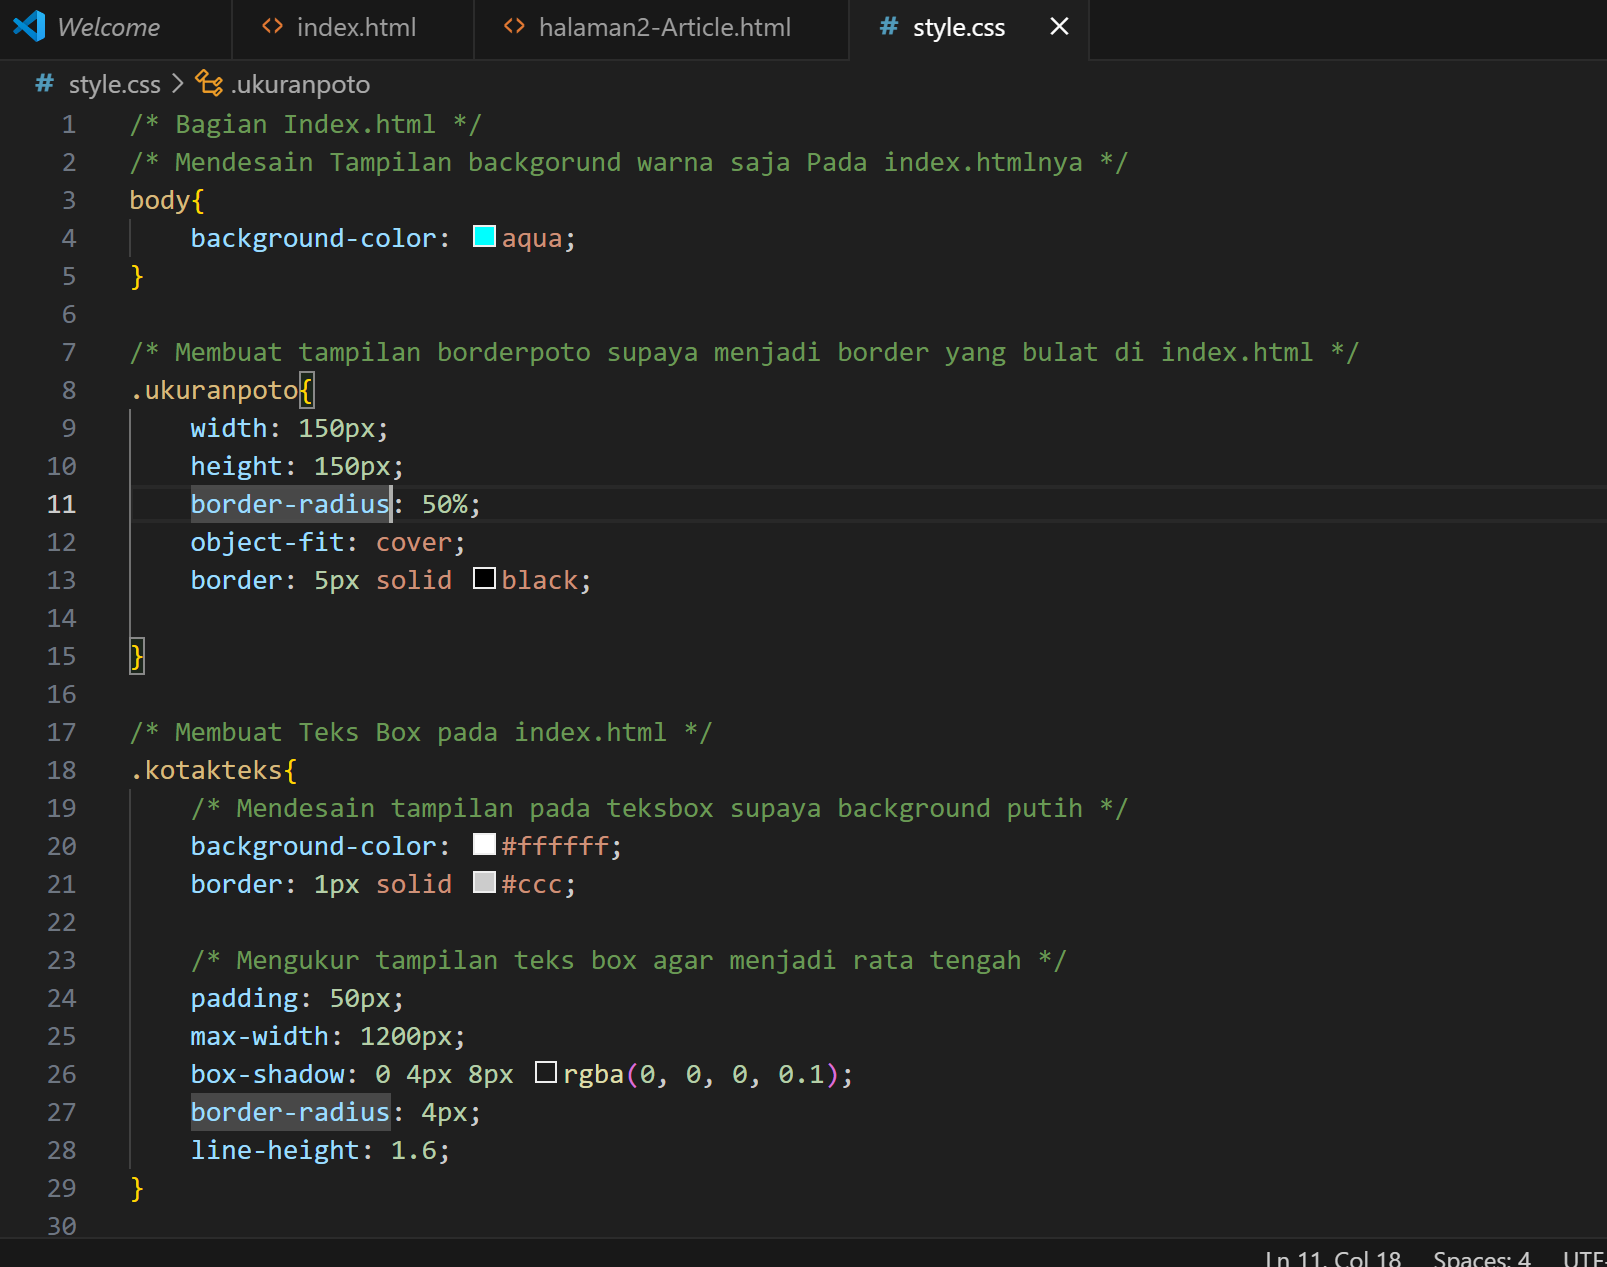 Welcome
index.html
halaman2-Article.html
# style.css
# style.css > .ukuranpoto
1 /* Bagian Index.html */
2 /* Mendesain Tampilan backgorund warna saja Pada index.htmlnya */
3 body{
4     background-color: aqua;
5 }
6
7 /* Membuat tampilan borderpoto supaya menjadi border yang bulat di index.html */
8 .ukuranpoto{
9     width: 150px;
10     height: 150px;
11     border-radius: 50%;
12     object-fit: cover;
13     border: 5px solid black;
14
15 }
16
17 /* Membuat Teks Box pada index.html */
18 .kotakteks{
19     /* Mendesain tampilan pada teksbox supaya background putih */
20     background-color: #ffffff;
21     border: 1px solid #ccc;
22
23     /* Mengukur tampilan teks box agar menjadi rata tengah */
24     padding: 50px;
25     max-width: 1200px;
26     box-shadow: 0 4px 8px rgba(0, 0, 0, 0.1);
27     border-radius: 4px;
28     line-height: 1.6;
29 }
30
Ln 11, Col 18 Spaces: 4 UTF-